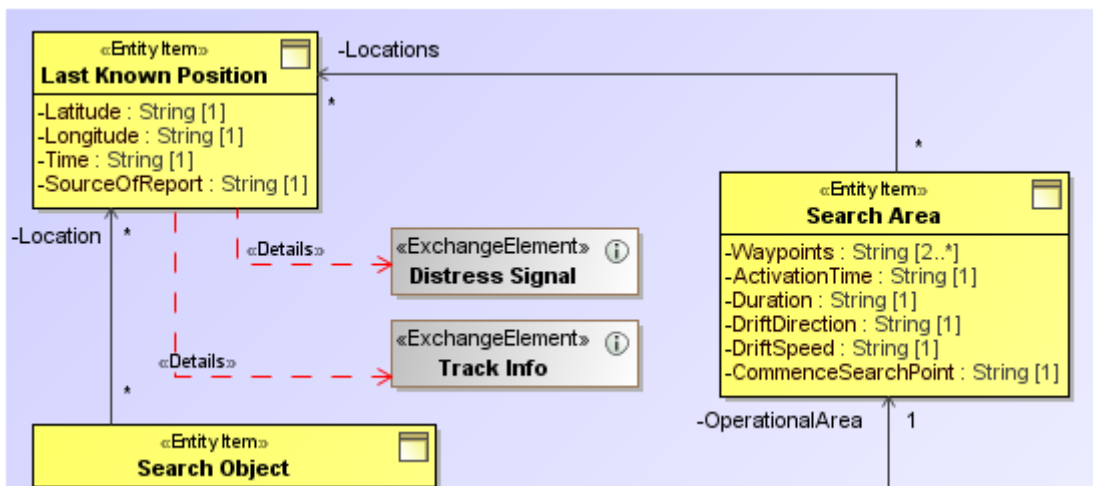 «Entity Item»
Last Known Position
-Latitude : String [1]
-Longitude : String [1]
-Time : String [1]
-SourceOfReport : String [1]
-Locations
*
*
«Entity Item»
Search Area
-Waypoints : String [2..*]
-ActivationTime : String [1]
-Duration : String [1]
-DriftDirection : String [1]
-DriftSpeed : String [1]
-CommenceSearchPoint : String [1]
-Location
*
«Details»
«ExchangeElement»
Distress Signal
«Details»
«ExchangeElement»
Track Info
*
-OperationalArea
1
«Entity Item»
Search Object